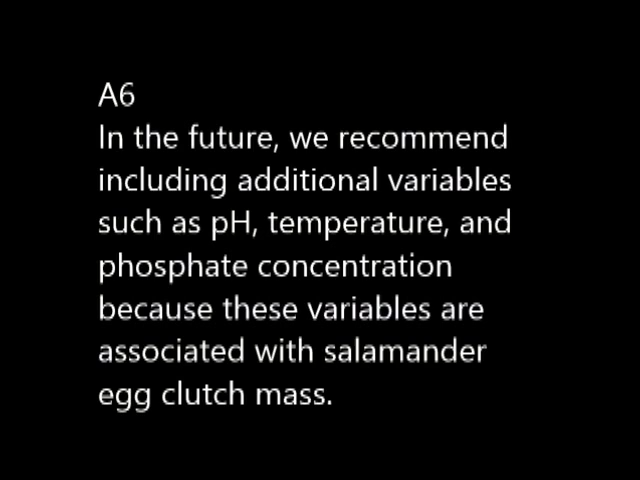 A6
In the future, we recommend
including additional variables
such as pH, temperature, and
phosphate concentration
because these variables are
associated with salamander
egg clutch mass.